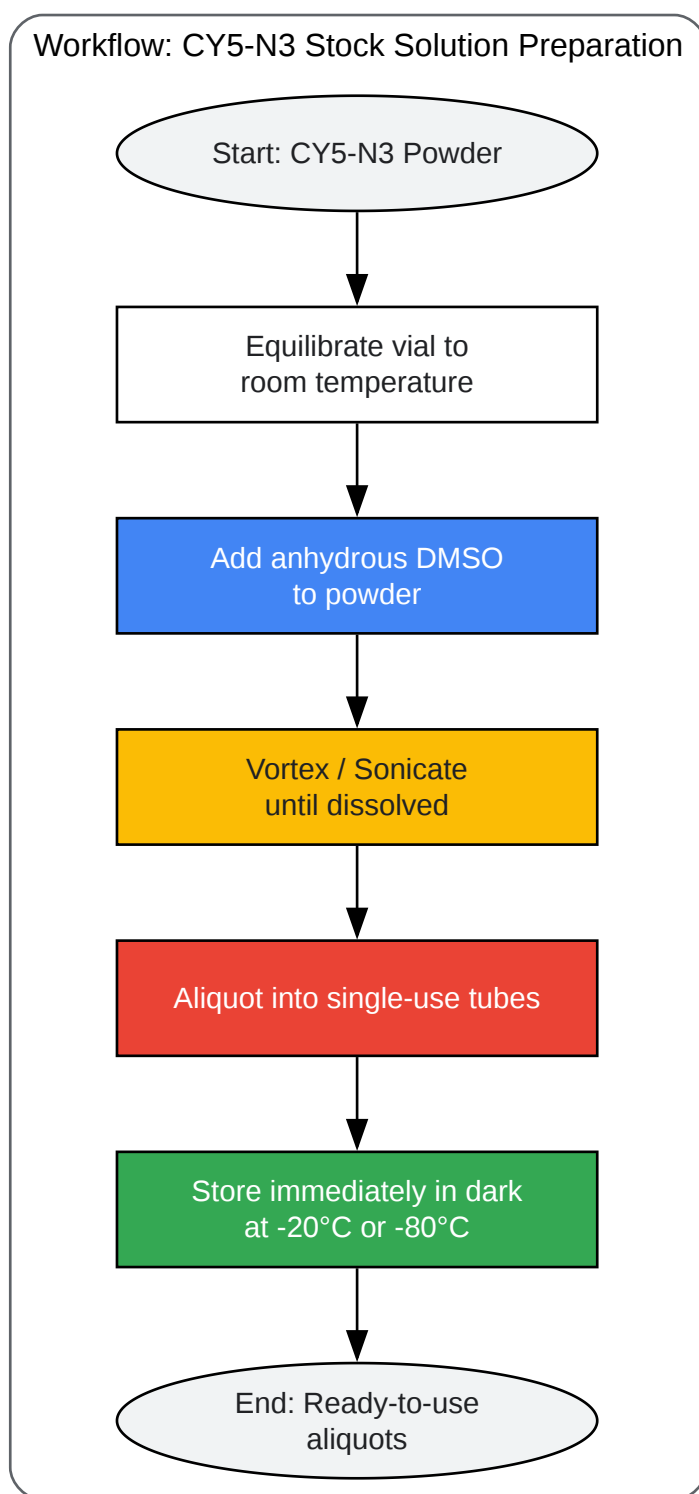 Workflow: CY5-N3 Stock Solution Preparation
Start: CY5-N3 Powder
Equilibrate vial to
room temperature
Add anhydrous DMSO
to powder
Vortex / Sonicate
until dissolved
Aliquot into single-use tubes
Store immediately in dark
at -20°C or -80°C
End: Ready-to-use
aliquots